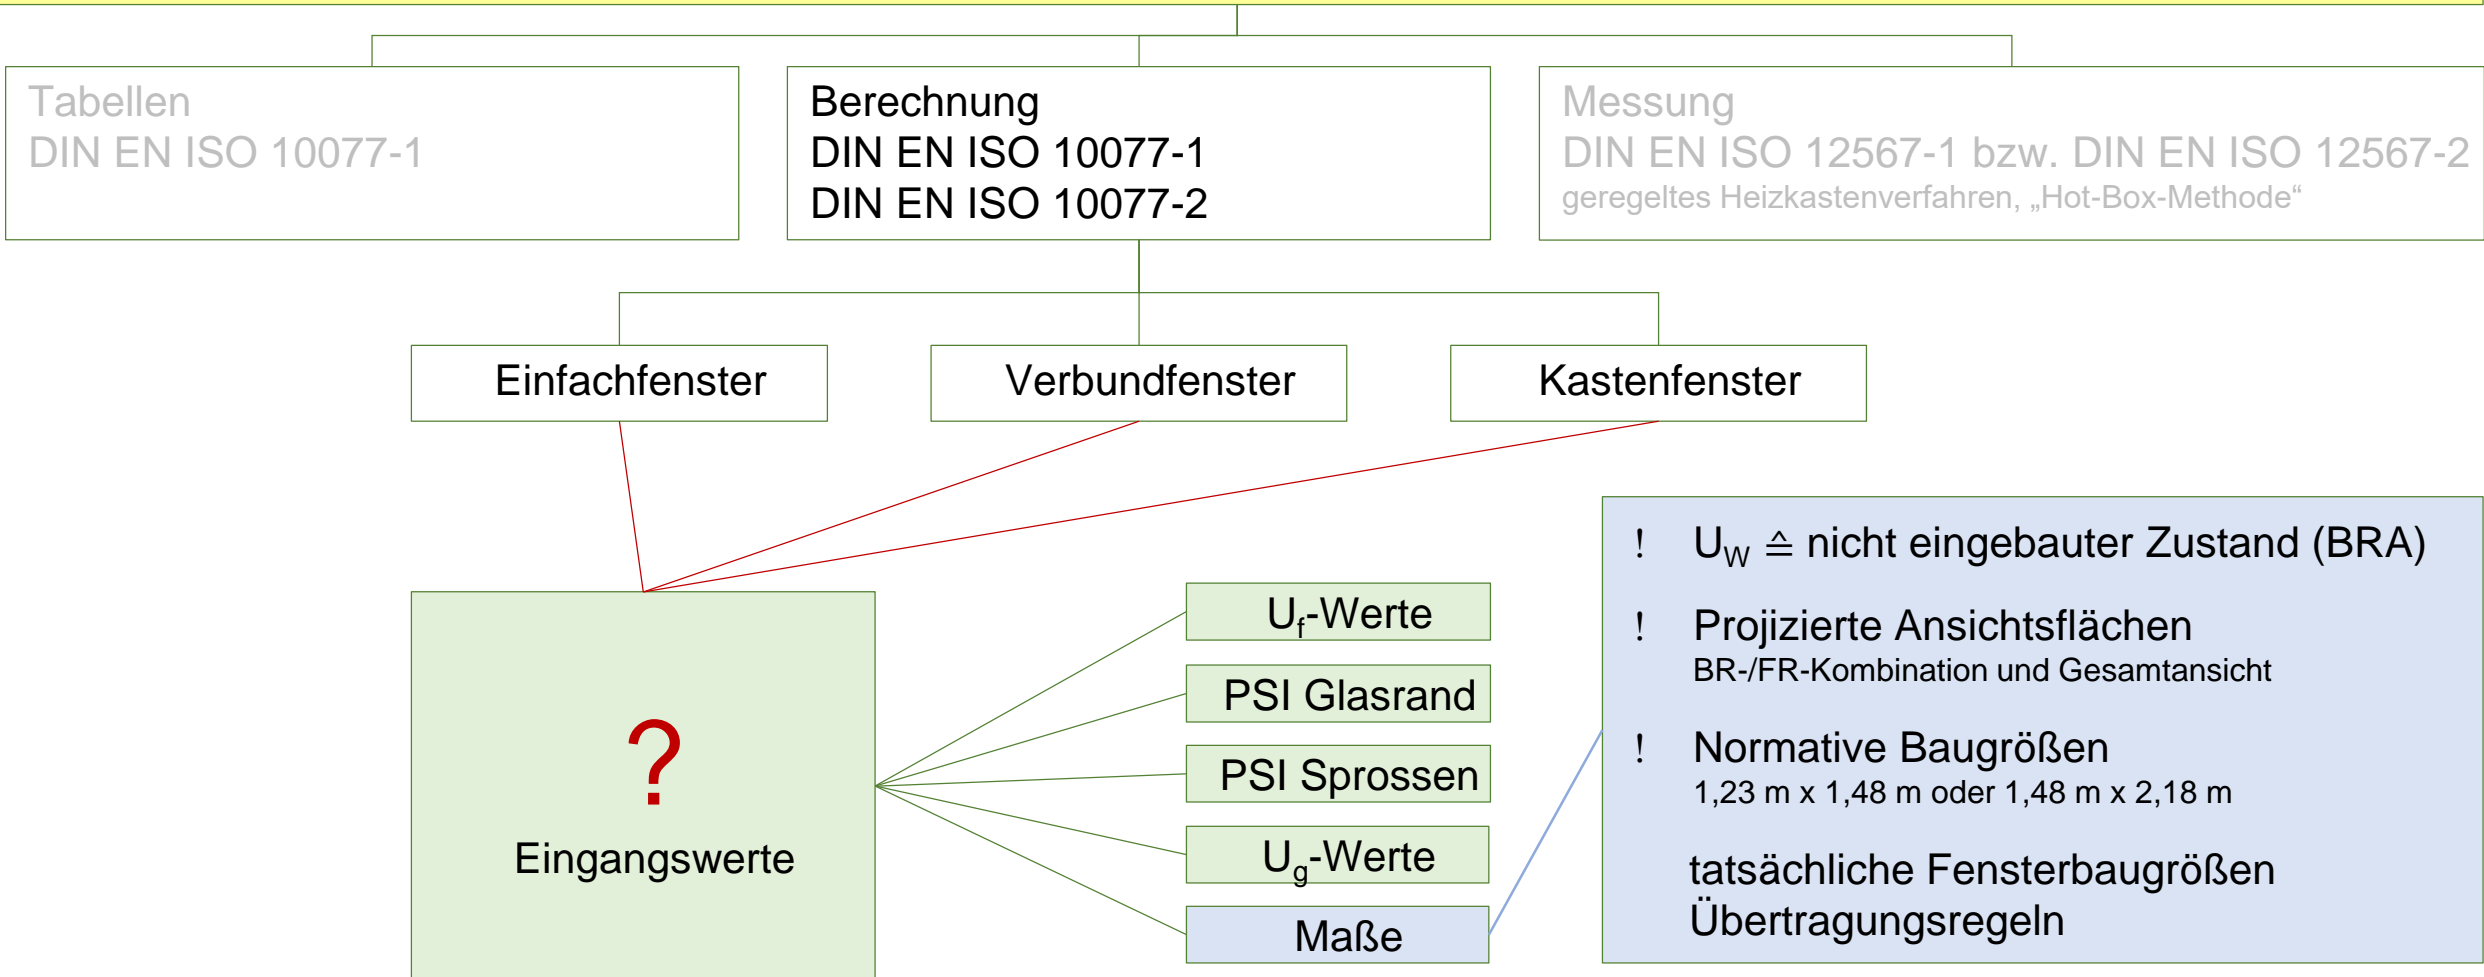 Tabellen
DIN EN ISO 10077-1
Berechnung
DIN EN ISO 10077-1
DIN EN ISO 10077-2
Messung
DIN EN ISO 12567-1 bzw. DIN EN ISO 12567-2
geregeltes Heizkastenverfahren, „Hot-Box-Methode“
Einfachfenster
Verbundfenster
Kastenfenster
?
Eingangswerte
Uf-Werte
PSI Glasrand
PSI Sprossen
Ug-Werte
Maße
! UW ≙ nicht eingebauter Zustand (BRA)
! Projizierte Ansichtsflächen
BR-/FR-Kombination und Gesamtansicht
! Normative Baugrößen
1,23 m x 1,48 m oder 1,48 m x 2,18 m
tatsächliche Fensterbaugrößen
Übertragungsregeln